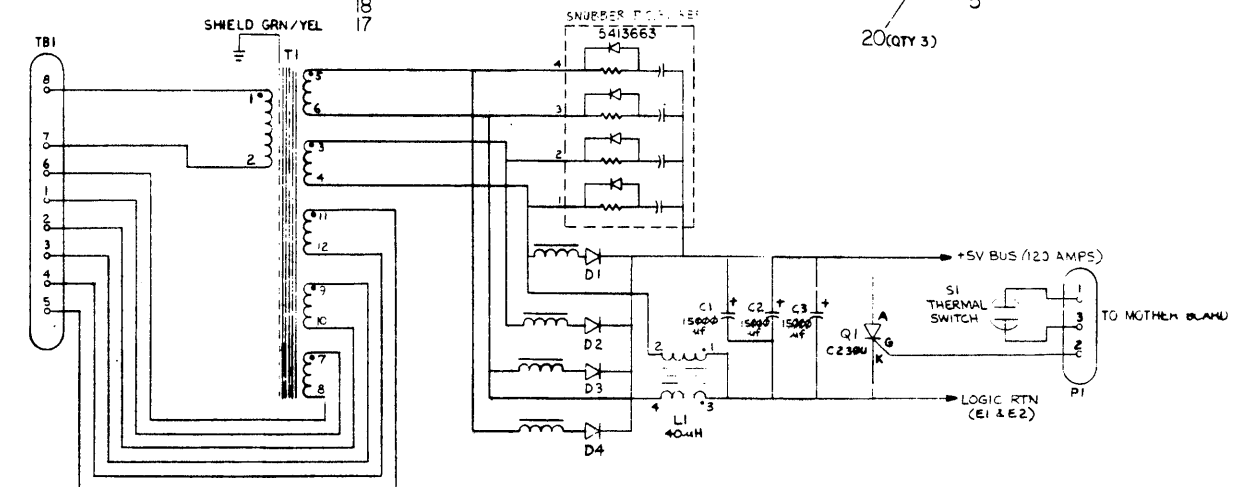 18
17
SHIELD GRN/YEL
SNUBBER
5413663
5
20(QTY 3)
TB1
T1
8
7
6
1
2
3
4
5
1
2
5
6
3
4
11
12
9
10
7
8
4
3
2
1
D1
D2
D3
D4
C1
15000
uf
C2
15000
uf
C3
15000
uf
+
+
+
2
1
4
3
L1
40uH
+5V BUS (120 AMPS)
A
Q1
G
C230U
K
S1
THERMAL
SWITCH
1
3
2
P1
TO MOTHER BOARD
LOGIC RTN
(E1 & E2)